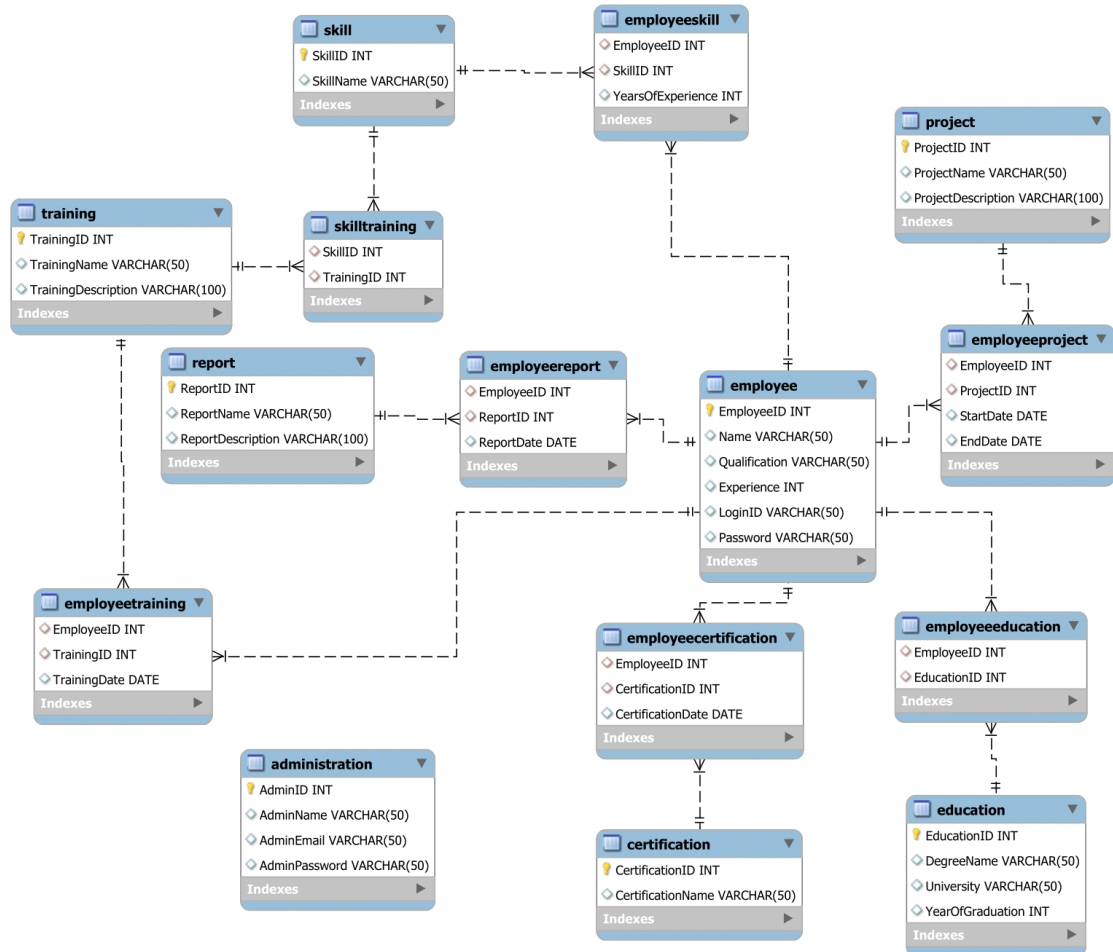 skill
SkillID INT
SkillName VARCHAR(50)
Indexes
employeeskill
EmployeeID INT
SkillID INT
YearsOfExperience INT
Indexes
project
ProjectID INT
ProjectName VARCHAR(50)
ProjectDescription VARCHAR(100)
Indexes
training
TrainingID INT
TrainingName VARCHAR(50)
TrainingDescription VARCHAR(100)
Indexes
skilltraining
SkillID INT
TrainingID INT
Indexes
report
ReportID INT
ReportName VARCHAR(50)
ReportDescription VARCHAR(100)
Indexes
employeereport
EmployeeID INT
ReportID INT
ReportDate DATE
Indexes
employee
EmployeeID INT
Name VARCHAR(50)
Qualification VARCHAR(50)
Experience INT
LoginID VARCHAR(50)
Password VARCHAR(50)
Indexes
employeeproject
EmployeeID INT
ProjectID INT
StartDate DATE
EndDate DATE
Indexes
employeetraining
EmployeeID INT
TrainingID INT
TrainingDate DATE
Indexes
employeecertification
EmployeeID INT
CertificationID INT
CertificationDate DATE
Indexes
employeeeducation
EmployeeID INT
EducationID INT
Indexes
administration
AdminID INT
AdminName VARCHAR(50)
AdminEmail VARCHAR(50)
AdminPassword VARCHAR(50)
Indexes
certification
CertificationID INT
CertificationName VARCHAR(50)
Indexes
education
EducationID INT
DegreeName VARCHAR(50)
University VARCHAR(50)
YearOfGraduation INT
Indexes